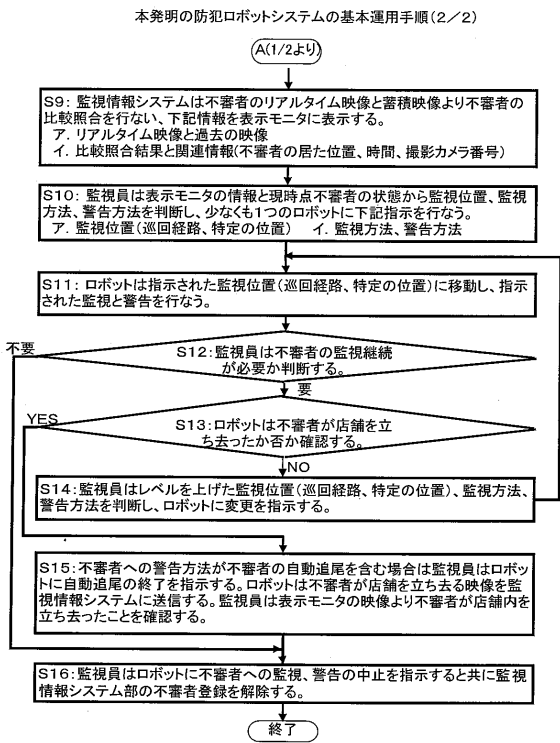 本発明の防犯ロボットシステムの基本運用手順(2/2)
A(1/2より)
S9: 監視情報システムは不審者のリアルタイム映像と蓄積映像より不審者の
比較照合を行ない、下記情報を表示モニタに表示する。
ア. リアルタイム映像と過去の映像
イ. 比較照合結果と関連情報(不審者の居た位置、時間、撮影カメラ番号)
S10: 監視員は表示モニタの情報と現時点不審者の状態から監視位置、監視
方法、警告方法を判断し、少なくも1つのロボットに下記指示を行なう。
ア. 監視位置(巡回経路、特定の位置) イ. 監視方法、警告方法
S11: ロボットは指示された監視位置(巡回経路、特定の位置)に移動し、指示
された監視と警告を行なう。
不要
S12:監視員は不審者の監視継続
が必要か判断する。
要
YES
S13:ロボットは不審者が店舗を立
ち去ったか否か確認する。
NO
S14:監視員はレベルを上げた監視位置(巡回経路、特定の位置)、監視方法、
警告方法を判断し、ロボットに変更を指示する。
S15:不審者への警告方法が不審者の自動追尾を含む場合は監視員はロボッ
トに自動追尾の終了を指示する。ロボットは不審者が店舗を立ち去る映像を監
視情報システムに送信する。監視員は表示モニタの映像より不審者が店舗内を
立ち去ったことを確認する。
S16:監視員はロボットに不審者への監視、警告の中止を指示すると共に監視
情報システム部の不審者登録を解除する。
終了